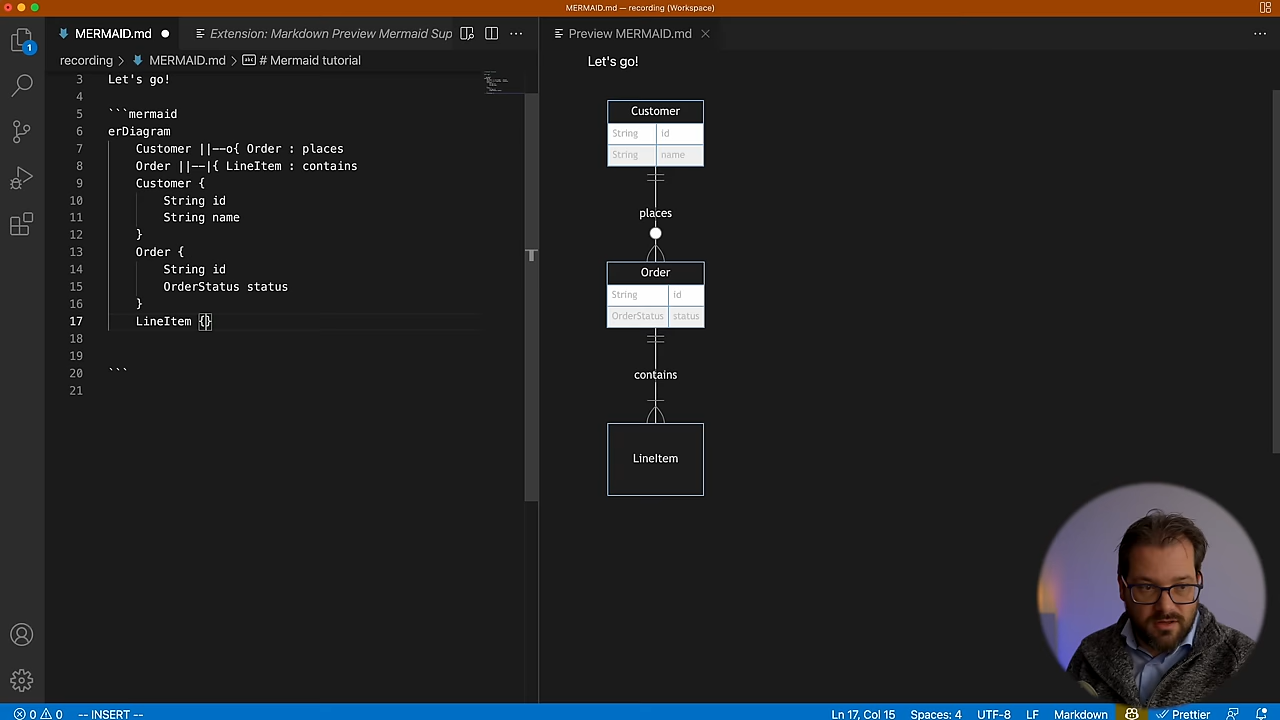 MERMAID.md — recording (Workspace)
MERMAID.md
Extension: Markdown Preview Mermaid Sup
Preview MERMAID.md
recording > MERMAID.md > # Mermaid tutorial
1
3 Let's go!
4
5 ```mermaid
6 erDiagram
7 Customer ||--o{ Order : places
8 Order ||--|{ LineItem : contains
9 Customer {
10 String id
11 String name
12 }
13 Order {
14 String id
15 OrderStatus status
16 }
17 LineItem {}
18
19
20 ```
21
Let's go!
Customer
String id
String name
places
Order
String id
OrderStatus status
contains
LineItem
0 0 -- INSERT --
Ln 17, Col 15 Spaces: 4 UTF-8 LF Markdown Prettier